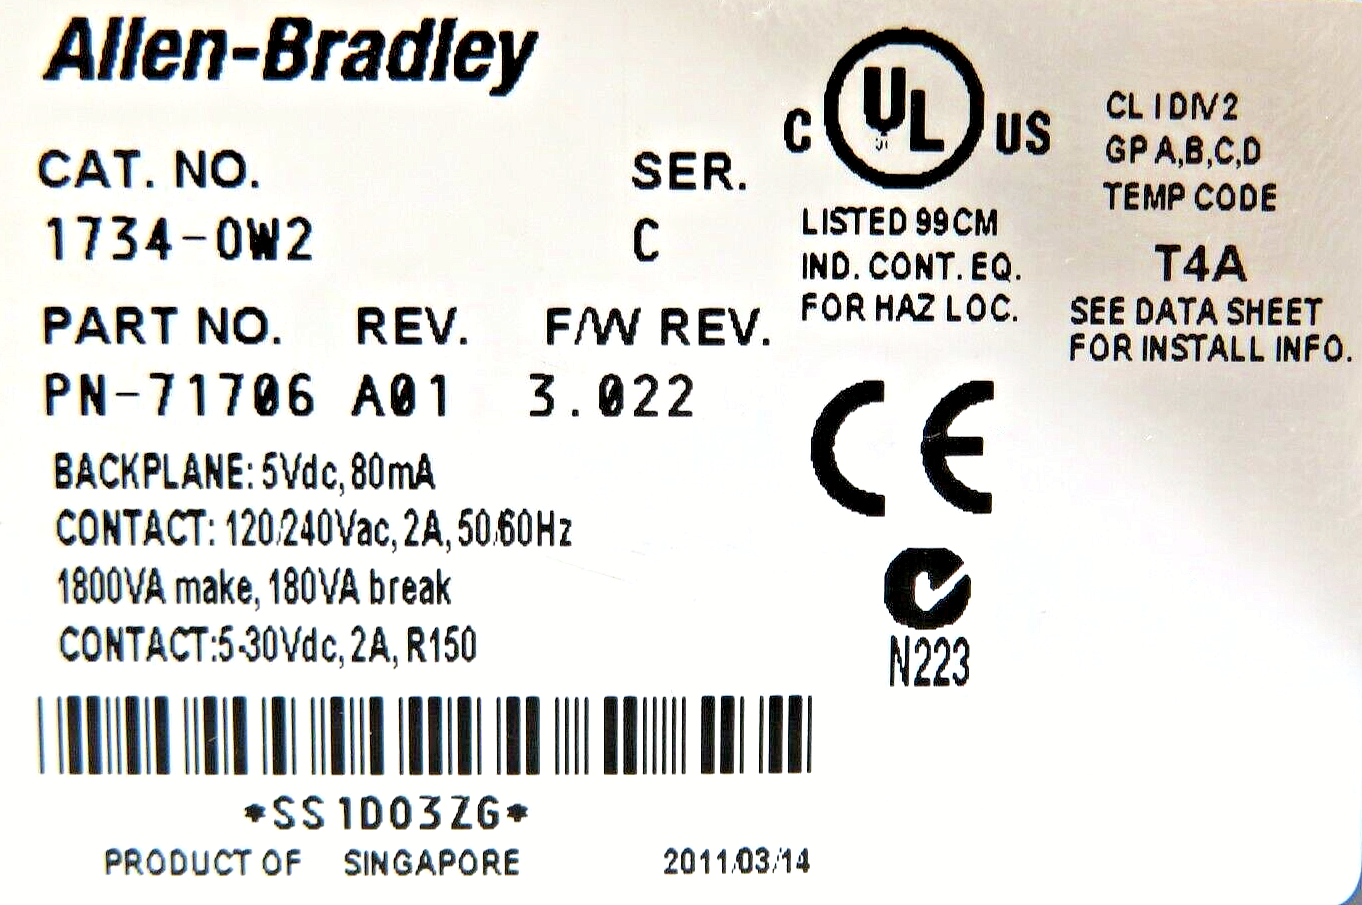 Allen-Bradley
CAT. NO. SER.
1734-OW2 C
PART NO. REV. F/W REV.
PN-71706 A01 3.022
BACKPLANE: 5Vdc, 80mA
CONTACT: 120/240Vac, 2A, 50/60Hz
1800VA make, 180VA break
CONTACT:5-30Vdc, 2A, R150
*SS1D03ZG*
PRODUCT OF SINGAPORE 2011/03/14
C UL US
LISTED 99CM
IND. CONT. EQ.
FOR HAZ LOC.
CL I DIV 2
GP A,B,C,D
TEMP CODE
T4A
SEE DATA SHEET
FOR INSTALL INFO.
CE
N223